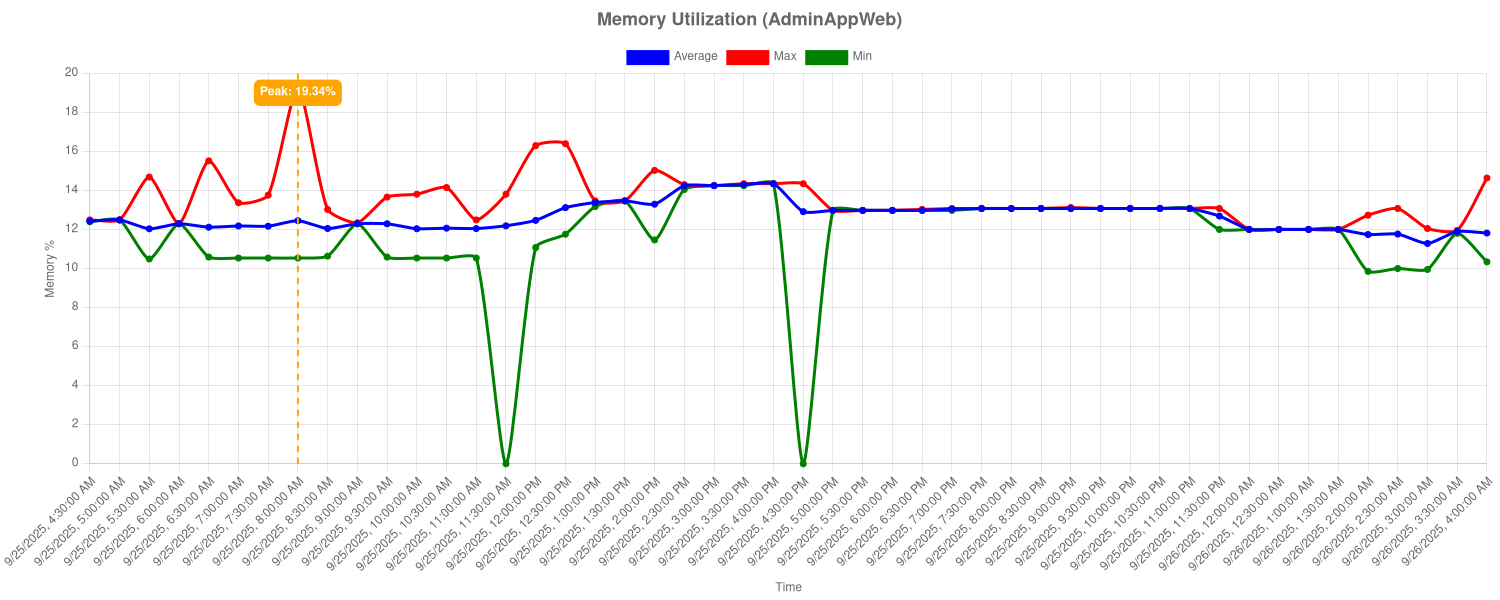 Memory Utilization (AdminAppWeb)
Average Max Min
20
Peak: 19.34%
18
16
14
12
10
8
6
4
2
0
Memory %
9/25/2025, 4:30:00 AM
9/25/2025, 5:00:00 AM
9/25/2025, 5:30:00 AM
9/25/2025, 6:00:00 AM
9/25/2025, 6:30:00 AM
9/25/2025, 7:00:00 AM
9/25/2025, 7:30:00 AM
9/25/2025, 8:00:00 AM
9/25/2025, 8:30:00 AM
9/25/2025, 9:00:00 AM
9/25/2025, 9:30:00 AM
9/25/2025, 10:00:00 AM
9/25/2025, 10:30:00 AM
9/25/2025, 11:00:00 AM
9/25/2025, 11:30:00 AM
9/25/2025, 12:00:00 PM
9/25/2025, 12:30:00 PM
9/25/2025, 1:00:00 PM
9/25/2025, 1:30:00 PM
9/25/2025, 2:00:00 PM
9/25/2025, 2:30:00 PM
9/25/2025, 3:00:00 PM
9/25/2025, 3:30:00 PM
9/25/2025, 4:00:00 PM
9/25/2025, 4:30:00 PM
9/25/2025, 5:00:00 PM
9/25/2025, 5:30:00 PM
9/25/2025, 6:00:00 PM
9/25/2025, 6:30:00 PM
9/25/2025, 7:00:00 PM
9/25/2025, 7:30:00 PM
9/25/2025, 8:00:00 PM
9/25/2025, 8:30:00 PM
9/25/2025, 9:00:00 PM
9/25/2025, 9:30:00 PM
9/25/2025, 10:00:00 PM
9/25/2025, 10:30:00 PM
9/25/2025, 11:00:00 PM
9/25/2025, 11:30:00 PM
9/26/2025, 12:00:00 AM
9/26/2025, 12:30:00 AM
9/26/2025, 1:00:00 AM
9/26/2025, 1:30:00 AM
9/26/2025, 2:00:00 AM
9/26/2025, 2:30:00 AM
9/26/2025, 3:00:00 AM
9/26/2025, 3:30:00 AM
9/26/2025, 4:00:00 AM
Time